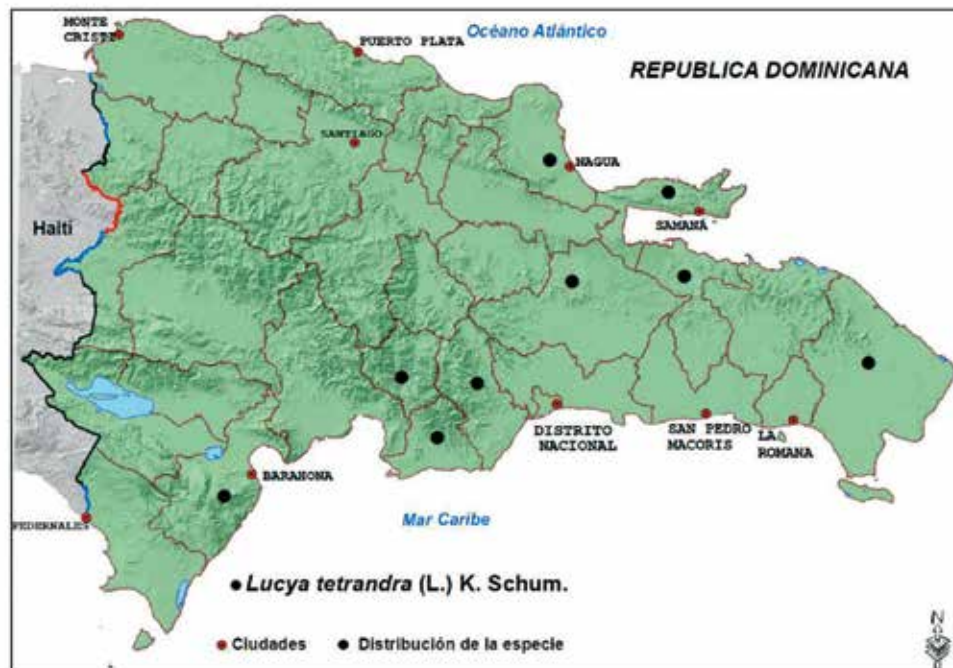 MONTE
CRISTI
PUERTO PLATA
Océano Atlántico
REPUBLICA DOMINICANA
SANTIAGO
NAGUA
Haití
SAMANÁ
DISTRITO
NACIONAL
SAN PEDRO
MACORIS
LA
ROMANA
BARAHONA
PEDERNALES
Mar Caribe
Lucya tetrandra (L.) K. Schum.
Ciudades
Distribución de la especie
N